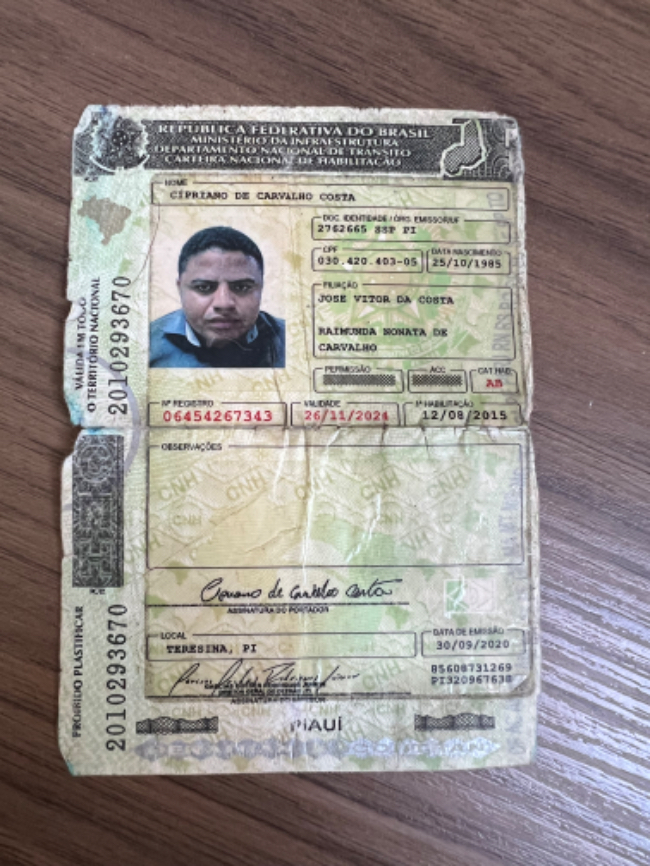 REPÚBLICA FEDERATIVA DO BRASIL
MINISTÉRIO DA INFRAESTRUTURA
DEPARTAMENTO NACIONAL DE TRÂNSITO
CARTEIRA NACIONAL DE HABILITAÇÃO
NOME
CIPRIANO DE CARVALHO COSTA
DOC. IDENTIDADE / ÓRG. EMISSOR/UF
2762665 SSP PI
CPF
030.420.403-05
DATA NASCIMENTO
25/10/1985
FILIAÇÃO
JOSE VITOR DA COSTA
RAIMUNDA NONATA DE
CARVALHO
PERMISSÃO
ACC
CAT. HAB.
AB
Nº REGISTRO
06454267343
VALIDADE
26/11/2024
1ª HABILITAÇÃO
12/08/2015
VÁLIDA EM TODO
O TERRITÓRIO NACIONAL
2010293670
OBSERVAÇÕES
Cipriano de Carvalho Costa
ASSINATURA DO PORTADOR
LOCAL
TERESINA, PI
DATA DE EMISSÃO
30/09/2020
85608731269
PI320967638
ASSINATURA DO EMISSOR
PROIBIDO PLASTIFICAR
2010293670
PIAUÍ